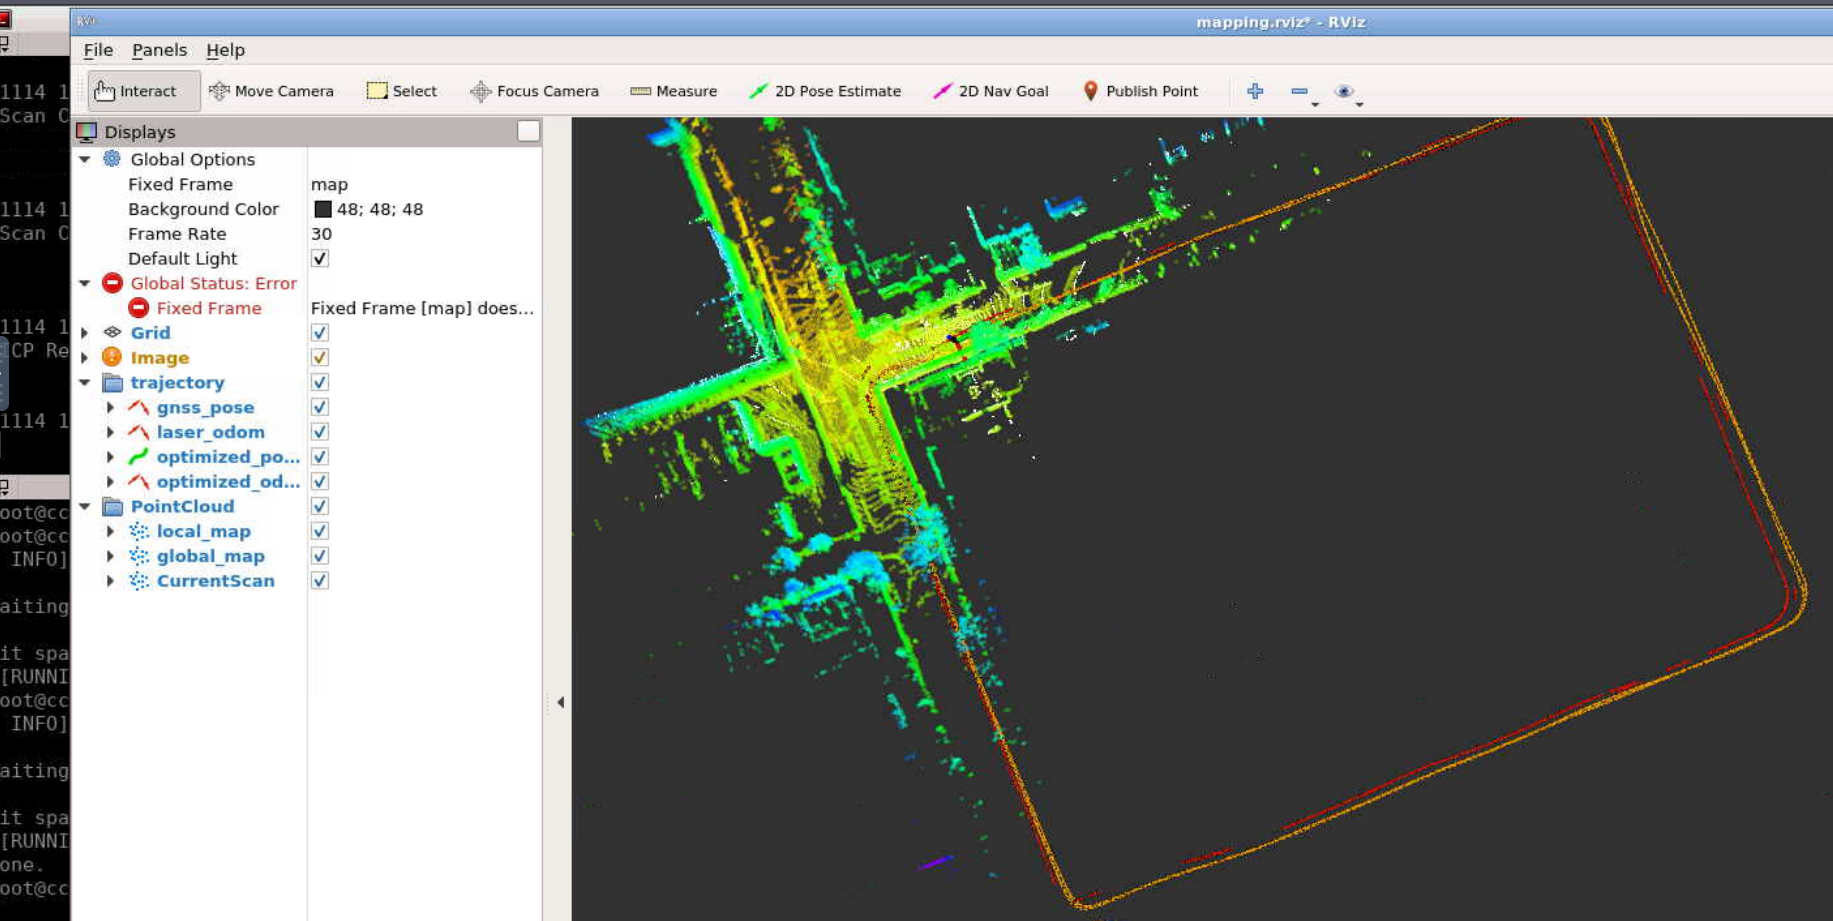 RViz
mapping.rviz* - RViz
File Panels Help
Interact Move Camera Select Focus Camera Measure 2D Pose Estimate 2D Nav Goal Publish Point
Displays
Global Options
Fixed Frame map
Background Color 48; 48; 48
Frame Rate 30
Default Light
Global Status: Error
Fixed Frame Fixed Frame [map] does...
Grid
Image
trajectory
gnss_pose
laser_odom
optimized_po...
optimized_od...
PointCloud
local_map
global_map
CurrentScan
1114 1
Scan C
1114 1
Scan C
1114 1
CP Re
1114 1
oot@cc
oot@cc
INFO]
aiting
it spa
[RUNNI
oot@cc
INFO]
aiting
it spa
[RUNNI
one.
oot@cc